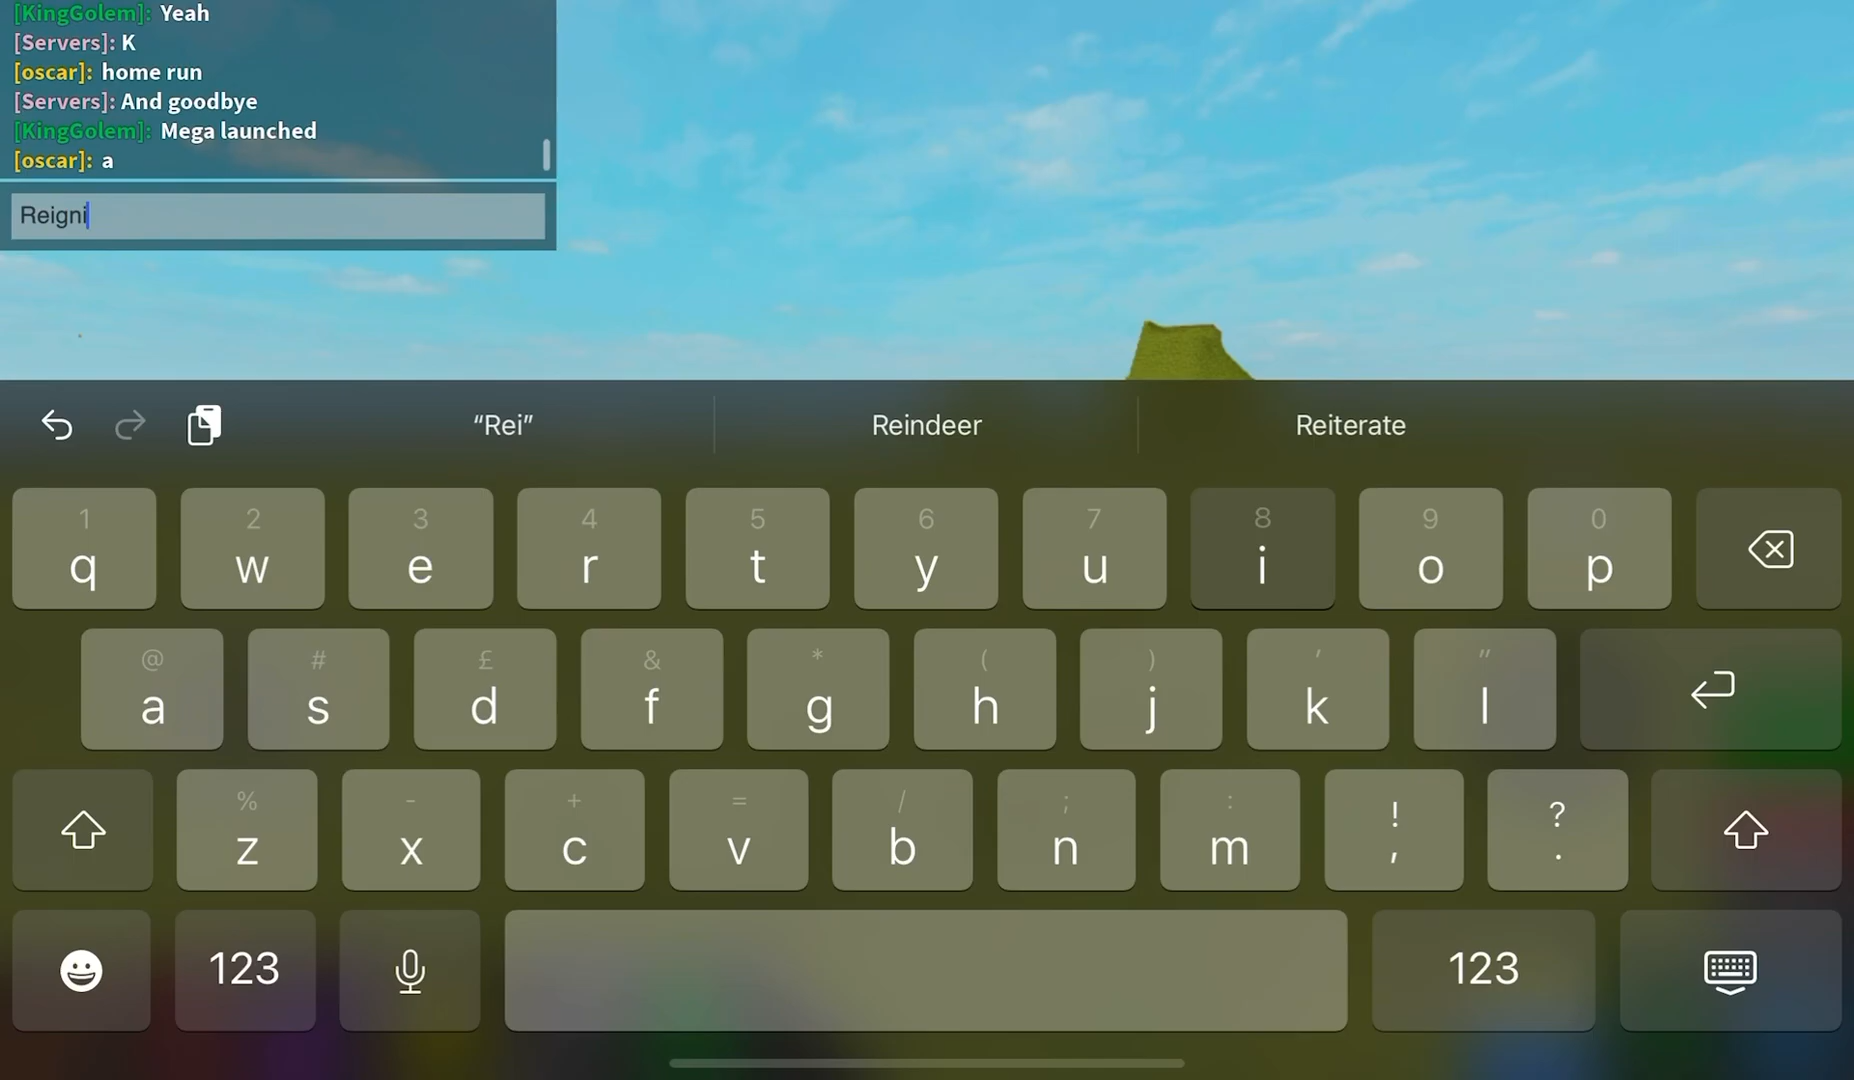 [KingGolem]: Yeah
[Servers]: K
[oscar]: home run
[Servers]: And goodbye
[KingGolem]: Mega launched
[oscar]: a
Reigni
“Rei” Reindeer Reiterate
1 2 3 4 5 6 7 8 9 0
q w e r t y u i o p
@ # £ & * ( ) ' "
a s d f g h j k l
% - + = / ; : ! ?
z x c v b n m , .
123 123